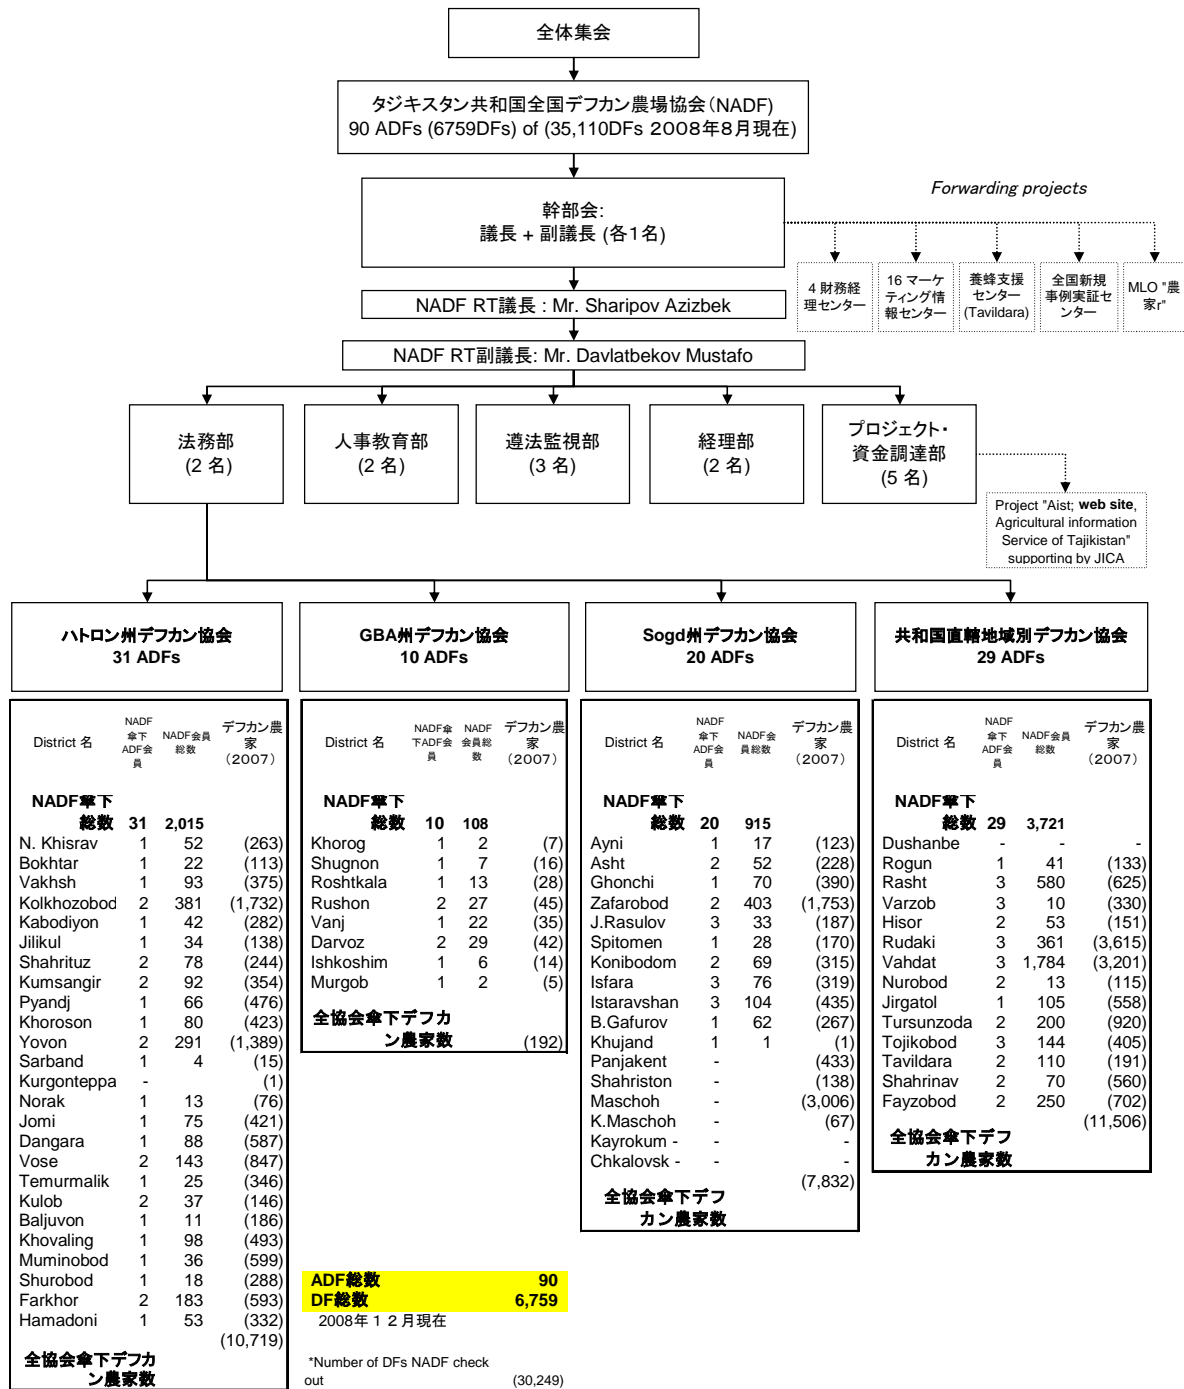 全体集会
タジキスタン共和国全国デフカン農場協会(NADF)
90 ADFs (6759DFs) of (35,110DFs 2008年8月現在)
幹部会:
議長 + 副議長 (各1名)
Forwarding projects
4 財務経
理センター
16 マーケ
ティング情
報センター
養蜂支援
センター
(Tavildara)
全国新規
事例実証セ
ンター
MLO "農
家r"
NADF RT議長 : Mr. Sharipov Azizbek
NADF RT副議長: Mr. Davlatbekov Mustafo
法務部
(2 名)
人事教育部
(2 名)
遵法監視部
(3 名)
経理部
(2 名)
プロジェクト・
資金調達部
(5 名)
Project "Aist; web site,
Agricultural information
Service of Tajikistan"
supporting by JICA
ハトロン州デフカン協会
31 ADFs
District 名 NADF傘下ADF会員 NADF会員総数 デフカン農家(2007)
NADF傘下
総数 31 2,015
N. Khisrav 1 52 (263)
Bokhtar 1 22 (113)
Vakhsh 1 93 (375)
Kolkhozobod 2 381 (1,732)
Kabodiyon 1 42 (282)
Jilikul 1 34 (138)
Shahrituz 2 78 (244)
Kumsangir 2 92 (354)
Pyandj 1 66 (476)
Khoroson 1 80 (423)
Yovon 2 291 (1,389)
Sarband 1 4 (15)
Kurgonteppa - (1)
Norak 1 13 (76)
Jomi 1 75 (421)
Dangara 1 88 (587)
Vose 2 143 (847)
Temurmalik 1 25 (346)
Kulob 2 37 (146)
Baljuvon 1 11 (186)
Khovaling 1 98 (493)
Muminobod 1 36 (599)
Shurobod 1 18 (288)
Farkhor 2 183 (593)
Hamadoni 1 53 (332)
(10,719)
全協会傘下デフカ
ン農家数
GBA州デフカン協会
10 ADFs
District 名 NADF傘下ADF会員 NADF会員総数 デフカン農家(2007)
NADF傘下
総数 10 108
Khorog 1 2 (7)
Shugnon 1 7 (16)
Roshtkala 1 13 (28)
Rushon 2 27 (45)
Vanj 1 22 (35)
Darvoz 2 29 (42)
Ishkoshim 1 6 (14)
Murgob 1 2 (5)
全協会傘下デフカ
ン農家数 (192)
Sogd州デフカン協会
20 ADFs
District 名 NADF傘下ADF会員 NADF会員総数 デフカン農家(2007)
NADF傘下
総数 20 915
Ayni 1 17 (123)
Asht 2 52 (228)
Ghonchi 1 70 (390)
Zafarobod 2 403 (1,753)
J.Rasulov 3 33 (187)
Spitomen 1 28 (170)
Konibodom 2 69 (315)
Isfara 3 76 (319)
Istaravshan 3 104 (435)
B.Gafurov 1 62 (267)
Khujand 1 1 (1)
Panjakent - (433)
Shahriston - (138)
Maschoh - (3,006)
K.Maschoh - (67)
Kayrokum - - -
Chkalovsk - - -
(7,832)
全協会傘下デフ
カン農家数
共和国直轄地域別デフカン協会
29 ADFs
District 名 NADF傘下ADF会員 NADF会員総数 デフカン農家(2007)
NADF傘下
総数 29 3,721
Dushanbe - - -
Rogun 1 41 (133)
Rasht 3 580 (625)
Varzob 3 10 (330)
Hisor 2 53 (151)
Rudaki 3 361 (3,615)
Vahdat 3 1,784 (3,201)
Nurobod 2 13 (115)
Jirgatol 1 105 (558)
Tursunzoda 2 200 (920)
Tojikobod 3 144 (405)
Tavildara 2 110 (191)
Shahrinav 2 70 (560)
Fayzobod 2 250 (702)
(11,506)
全協会傘下デフ
カン農家数
ADF総数 90
DF総数 6,759
2008年１２月現在
*Number of DFs NADF check
out (30,249)